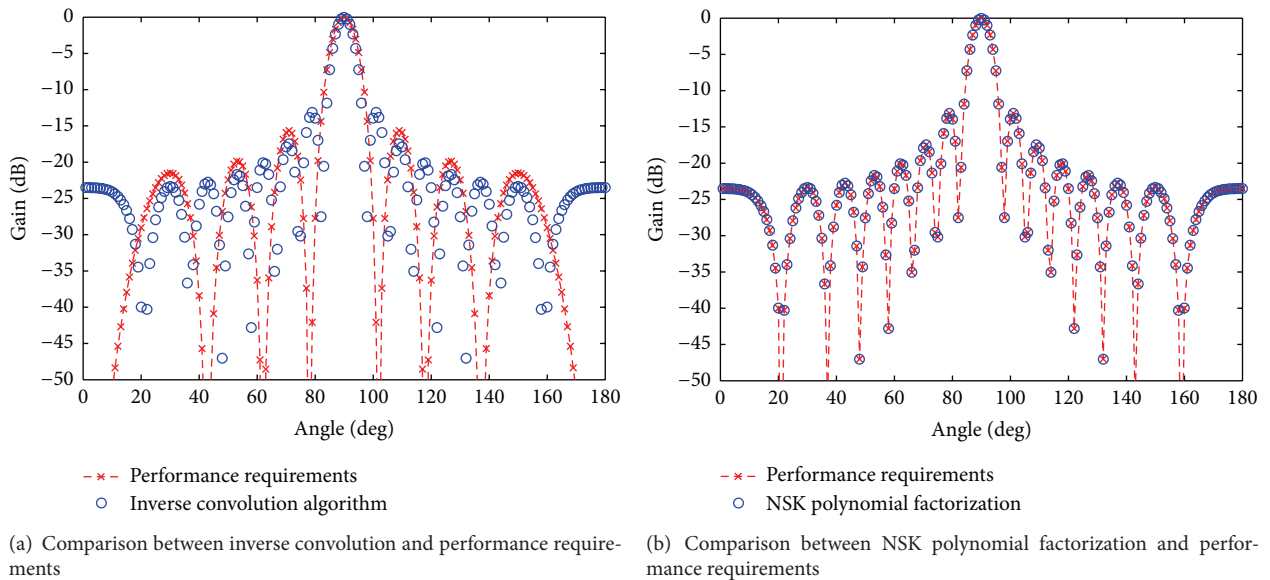 0
−5
−10
−15
−20
−25
−30
−35
−40
−45
−50
Gain (dB)
0 20 40 60 80 100 120 140 160 180
Angle (deg)
Performance requirements
Inverse convolution algorithm
(a) Comparison between inverse convolution and performance require-
ments
0
−5
−10
−15
−20
−25
−30
−35
−40
−45
−50
Gain (dB)
0 20 40 60 80 100 120 140 160 180
Angle (deg)
Performance requirements
NSK polynomial factorization
(b) Comparison between NSK polynomial factorization and perfor-
mance requirements